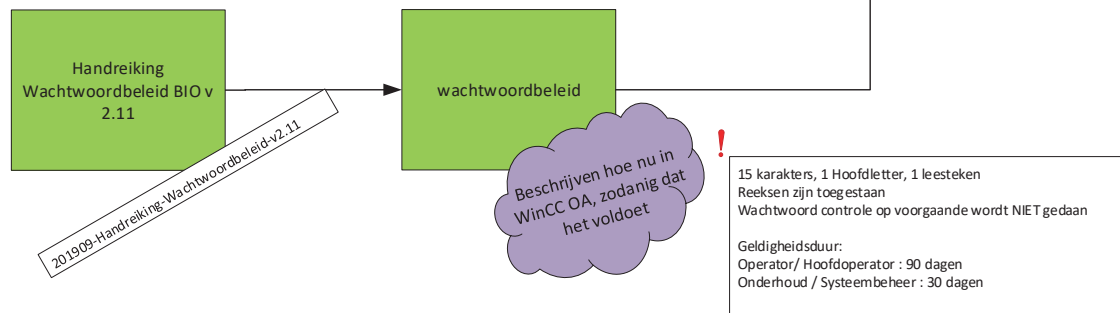 Handreiking
Wachtwoordbeleid BIO v
2.11
201909-Handreiking-Wachtwoordbeleid-v2.11
wachtwoordbeleid
Beschrijven hoe nu in
WinCC OA, zodanig dat
het voldoet
!
15 karakters, 1 Hoofdletter, 1 leesteken
Reeksen zijn toegestaan
Wachtwoord controle op voorgaande wordt NIET gedaan
Geldigheidsduur:
Operator/ Hoofdoperator : 90 dagen
Onderhoud / Systeembeheer : 30 dagen